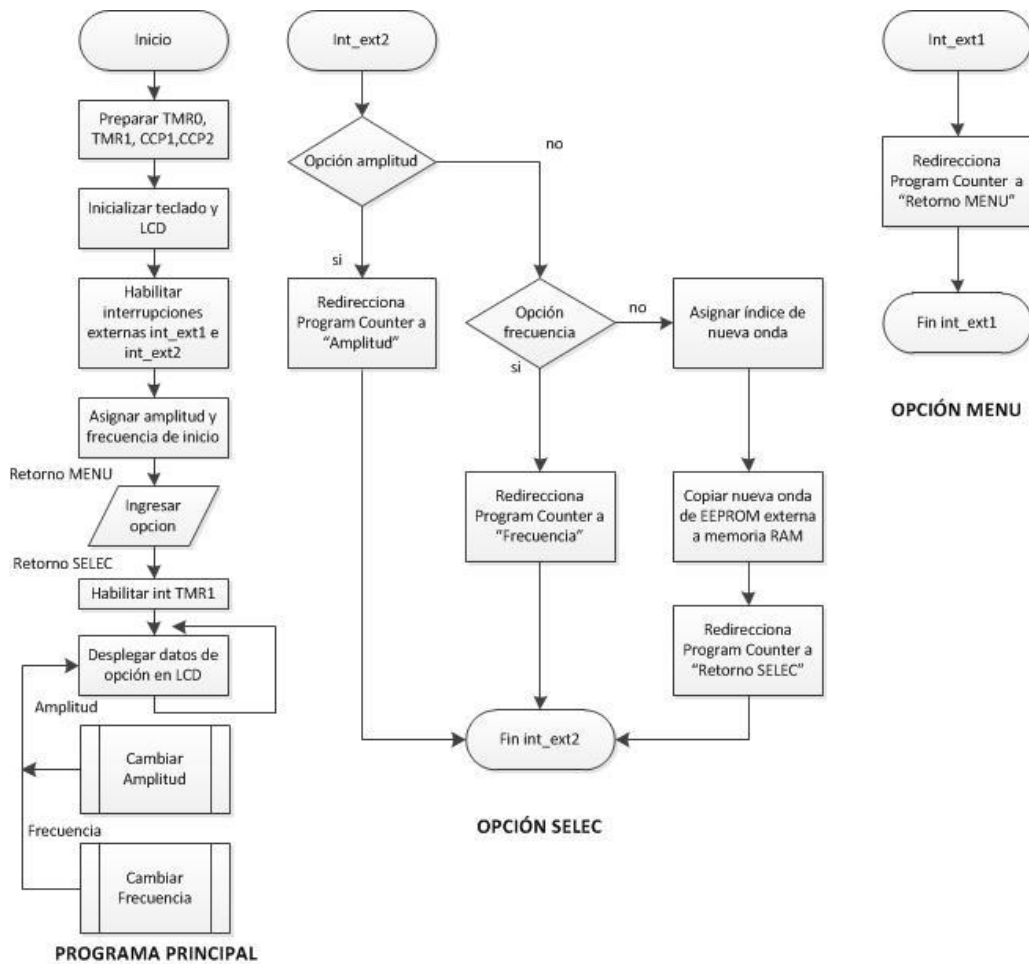 Inicio
Preparar TMR0,
TMR1, CCP1,CCP2
Inicializar teclado y
LCD
Habilitar
interrupciones
externas int_ext1 e
int_ext2
Asignar amplitud y
frecuencia de inicio
Retorno MENU
Ingresar
opcion
Retorno SELEC
Habilitar int TMR1
Desplegar datos de
opción en LCD
Amplitud
Cambiar
Amplitud
Frecuencia
Cambiar
Frecuencia
PROGRAMA PRINCIPAL
Int_ext2
Opción amplitud
no
si
Redirecciona
Program Counter a
“Amplitud”
Opción
frecuencia
no
si
Asignar índice de
nueva onda
Redirecciona
Program Counter a
“Frecuencia”
Copiar nueva onda
de EEPROM externa
a memoria RAM
Redirecciona
Program Counter a
“Retorno SELEC”
Fin int_ext2
OPCIÓN SELEC
Int_ext1
Redirecciona
Program Counter a
“Retorno MENU”
Fin int_ext1
OPCIÓN MENU